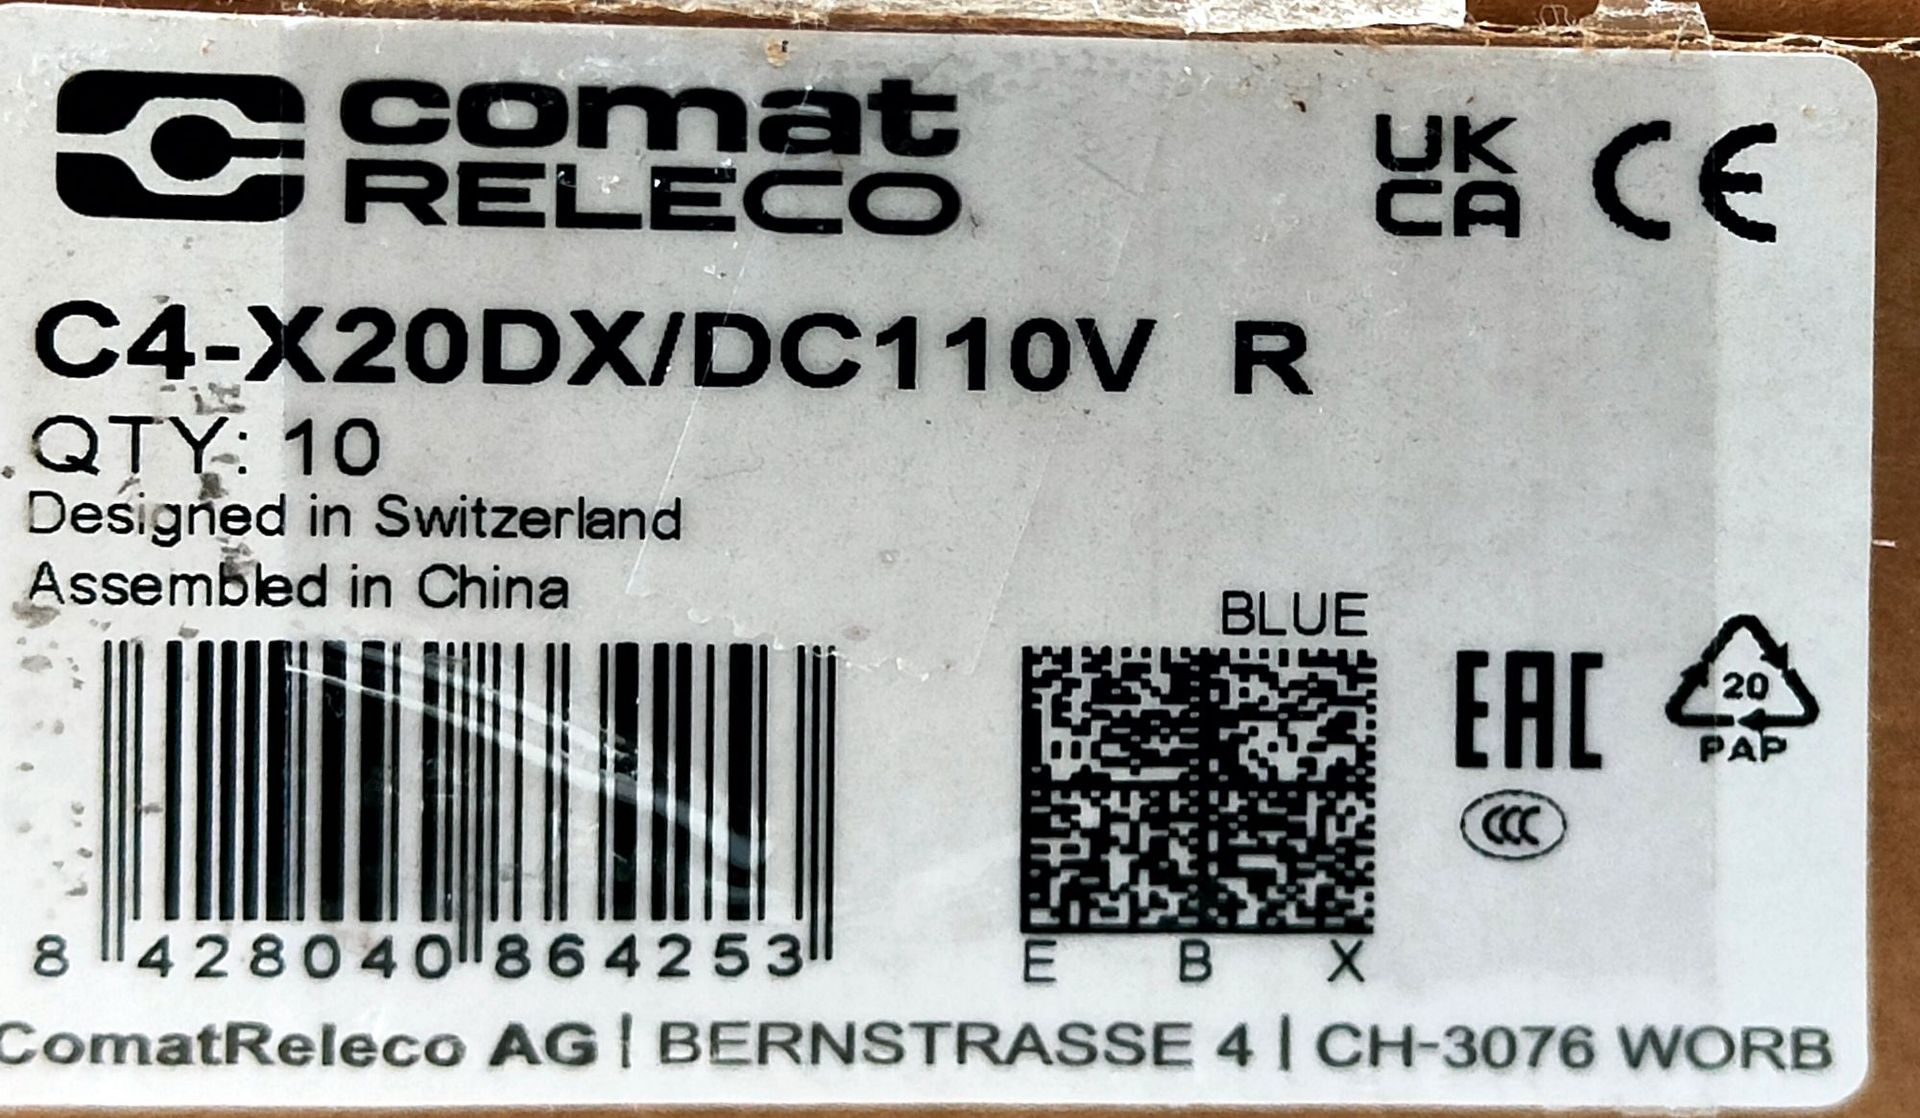 comat
RELECO
UK
CA
CE
C4-X20DX/DC110V R
QTY: 10
Designed in Switzerland
Assembled in China
BLUE
8 428040 864253
E B X
EAC
CCC
20
PAP
ComatReleco AG | BERNSTRASSE 4 | CH-3076 WORB